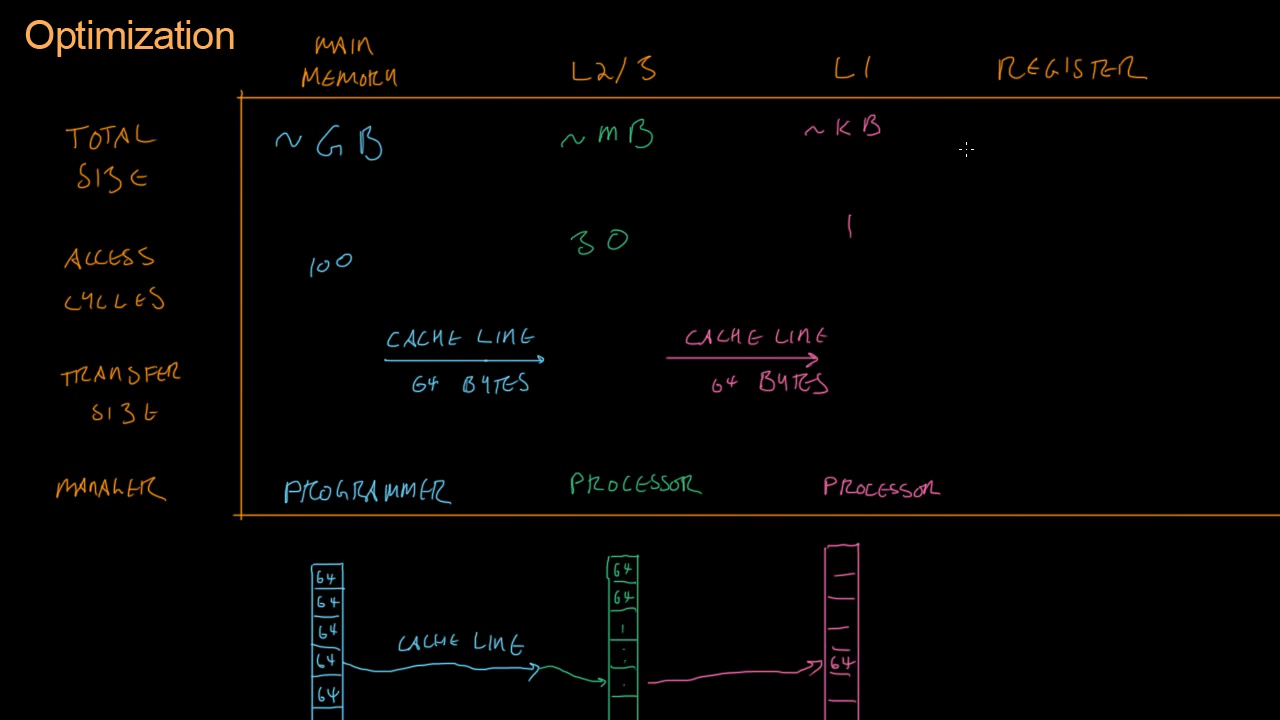 Optimization
MAIN
MEMORY
L2/3
L1
REGISTER
TOTAL
SIZE
~ GB
~ MB
~ KB
ACCESS
CYCLES
100
30
1
TRANSFER
SIZE
CACHE LINE
64 BYTES
CACHE LINE
64 BYTES
MANAGER
PROGRAMMER
PROCESSOR
PROCESSOR
64
64
64
64
64
CACHE LINE
64
64
64